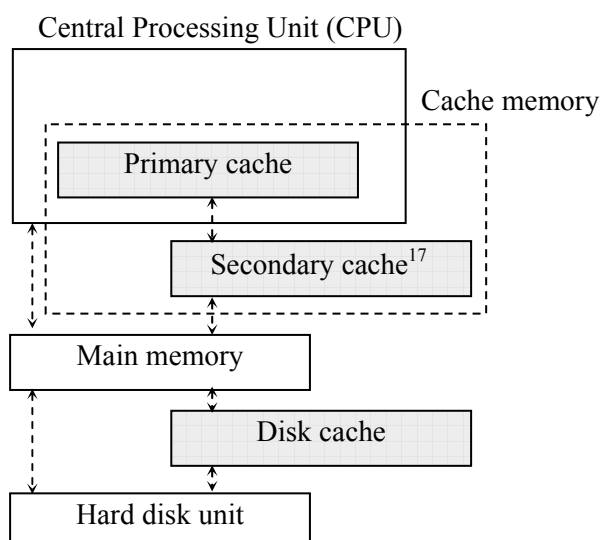 Central Processing Unit (CPU)
Cache memory
Primary cache
Secondary cache17
Main memory
Disk cache
Hard disk unit